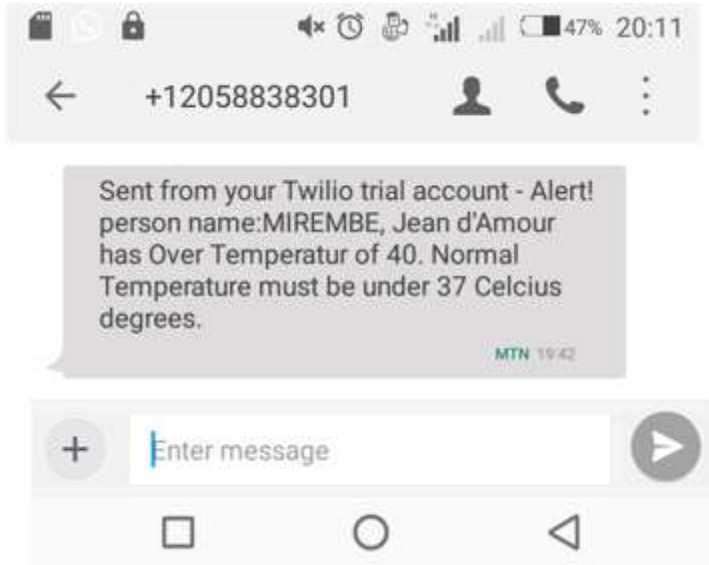 47% 20:11
+12058838301
Sent from your Twilio trial account - Alert!
person name:MIREMBE, Jean d'Amour
has Over Temperatur of 40. Normal
Temperature must be under 37 Celcius
degrees.
MTN 19:42
Enter message